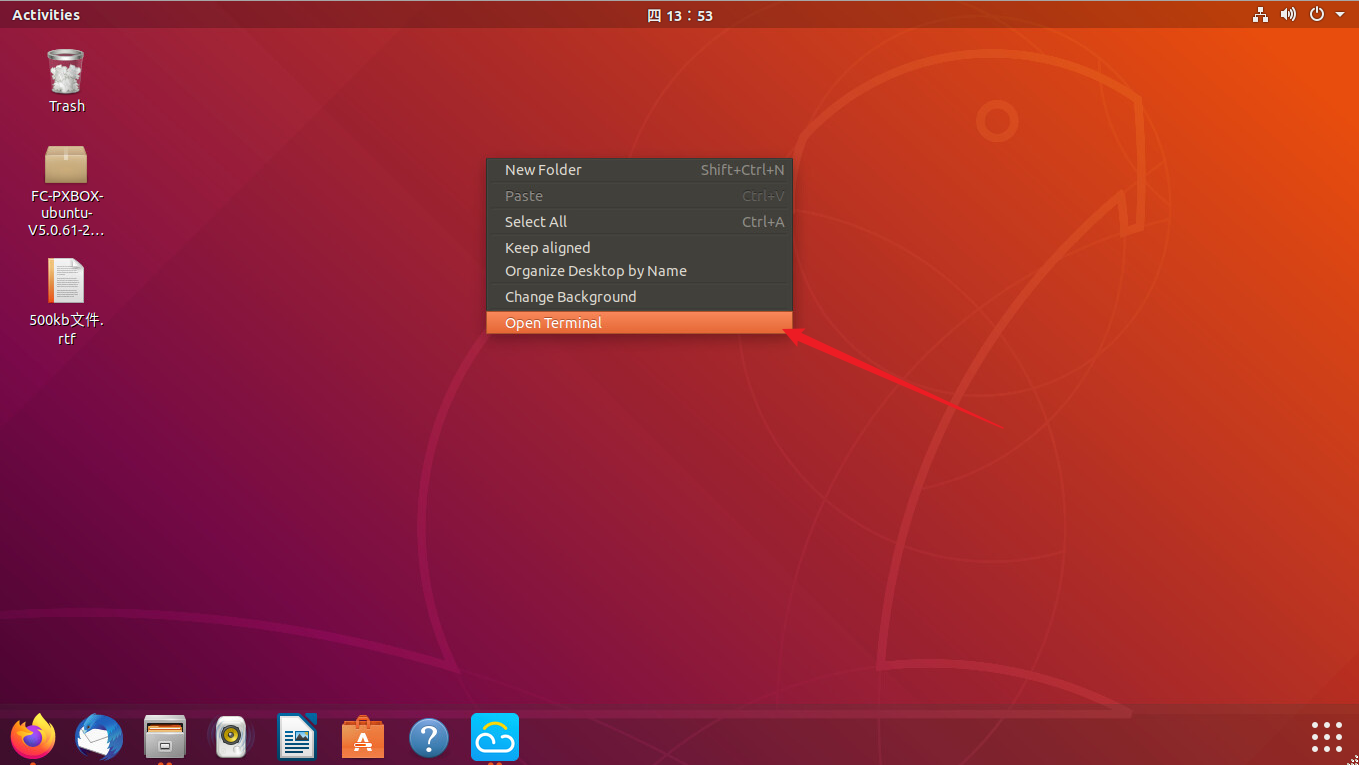 Activities
四 13：53
Trash
FC-PXBOX-
ubuntu-
V5.0.61-2…
500kb文件.
rtf
New Folder Shift+Ctrl+N
Paste Ctrl+V
Select All Ctrl+A
Keep aligned
Organize Desktop by Name
Change Background
Open Terminal